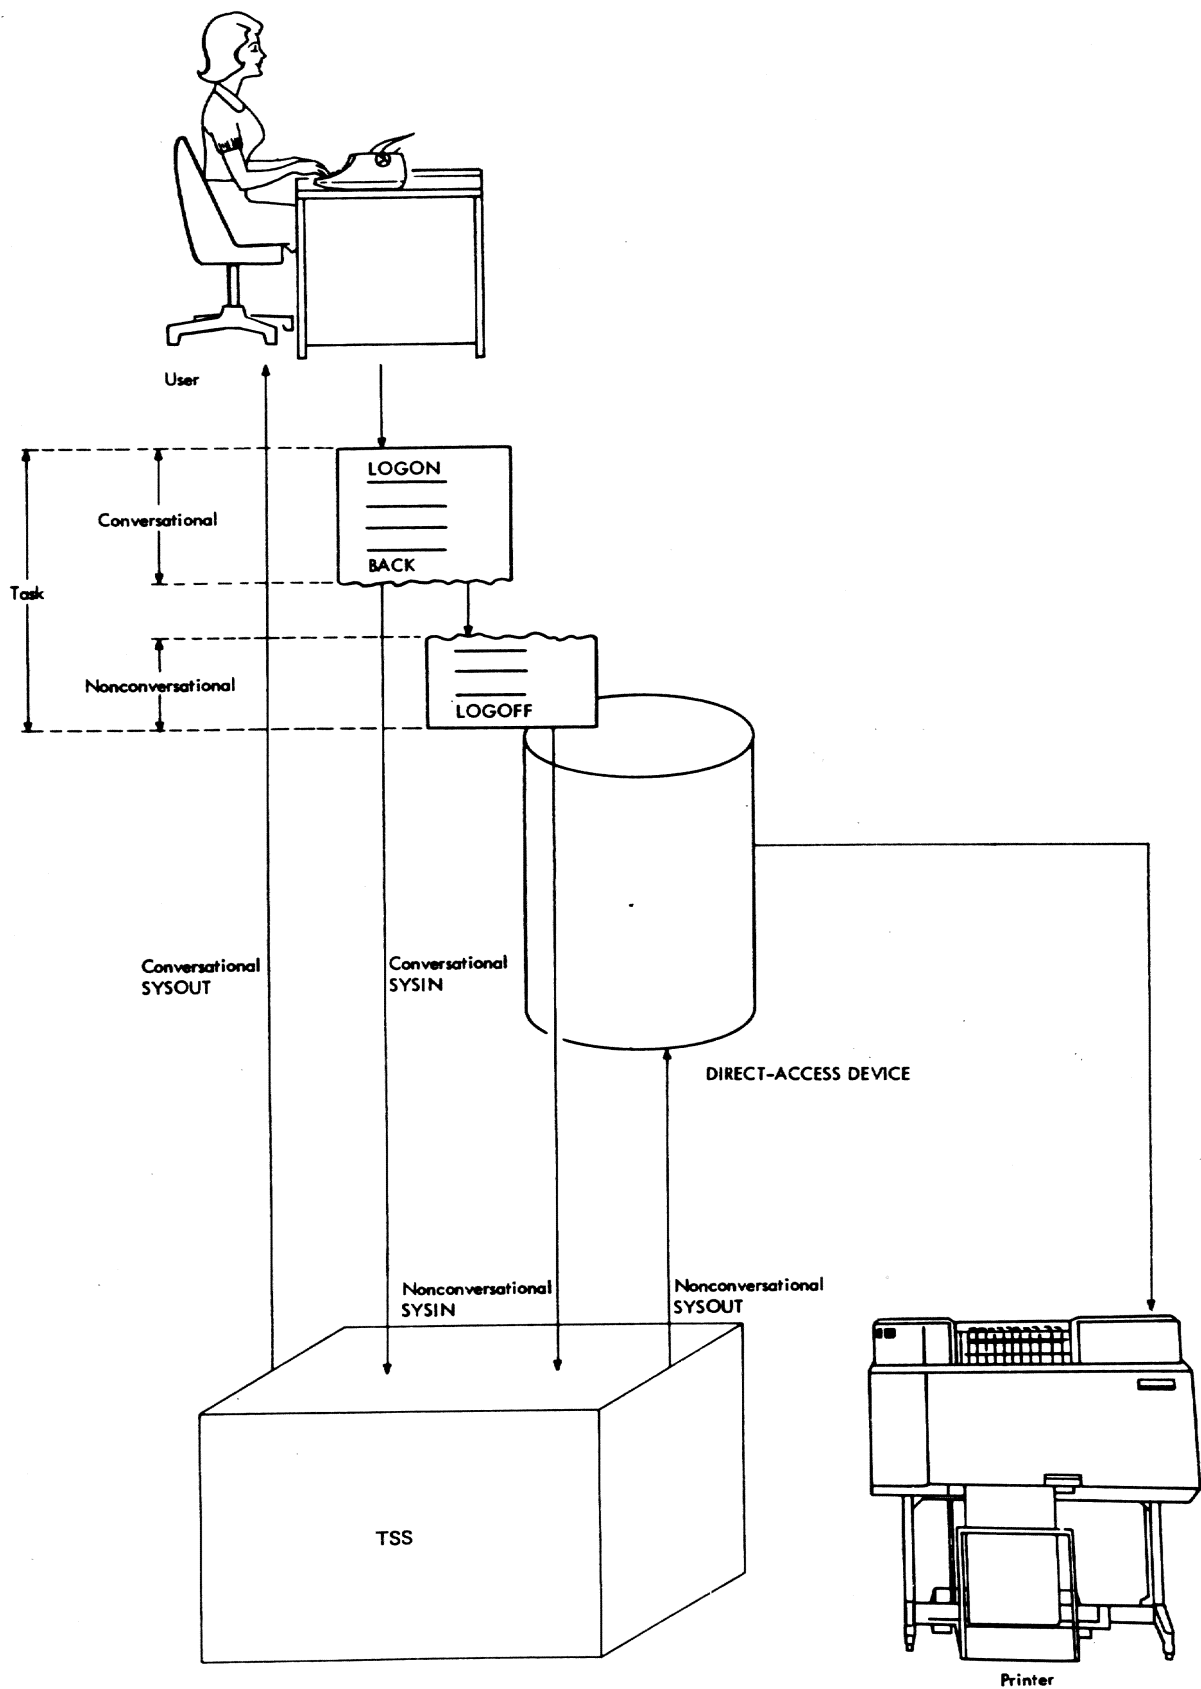 User
LOGON
Conversational
BACK
Task
Nonconversational
LOGOFF
Conversational
SYSOUT
Conversational
SYSIN
DIRECT-ACCESS DEVICE
Nonconversational
SYSIN
Nonconversational
SYSOUT
TSS
Printer